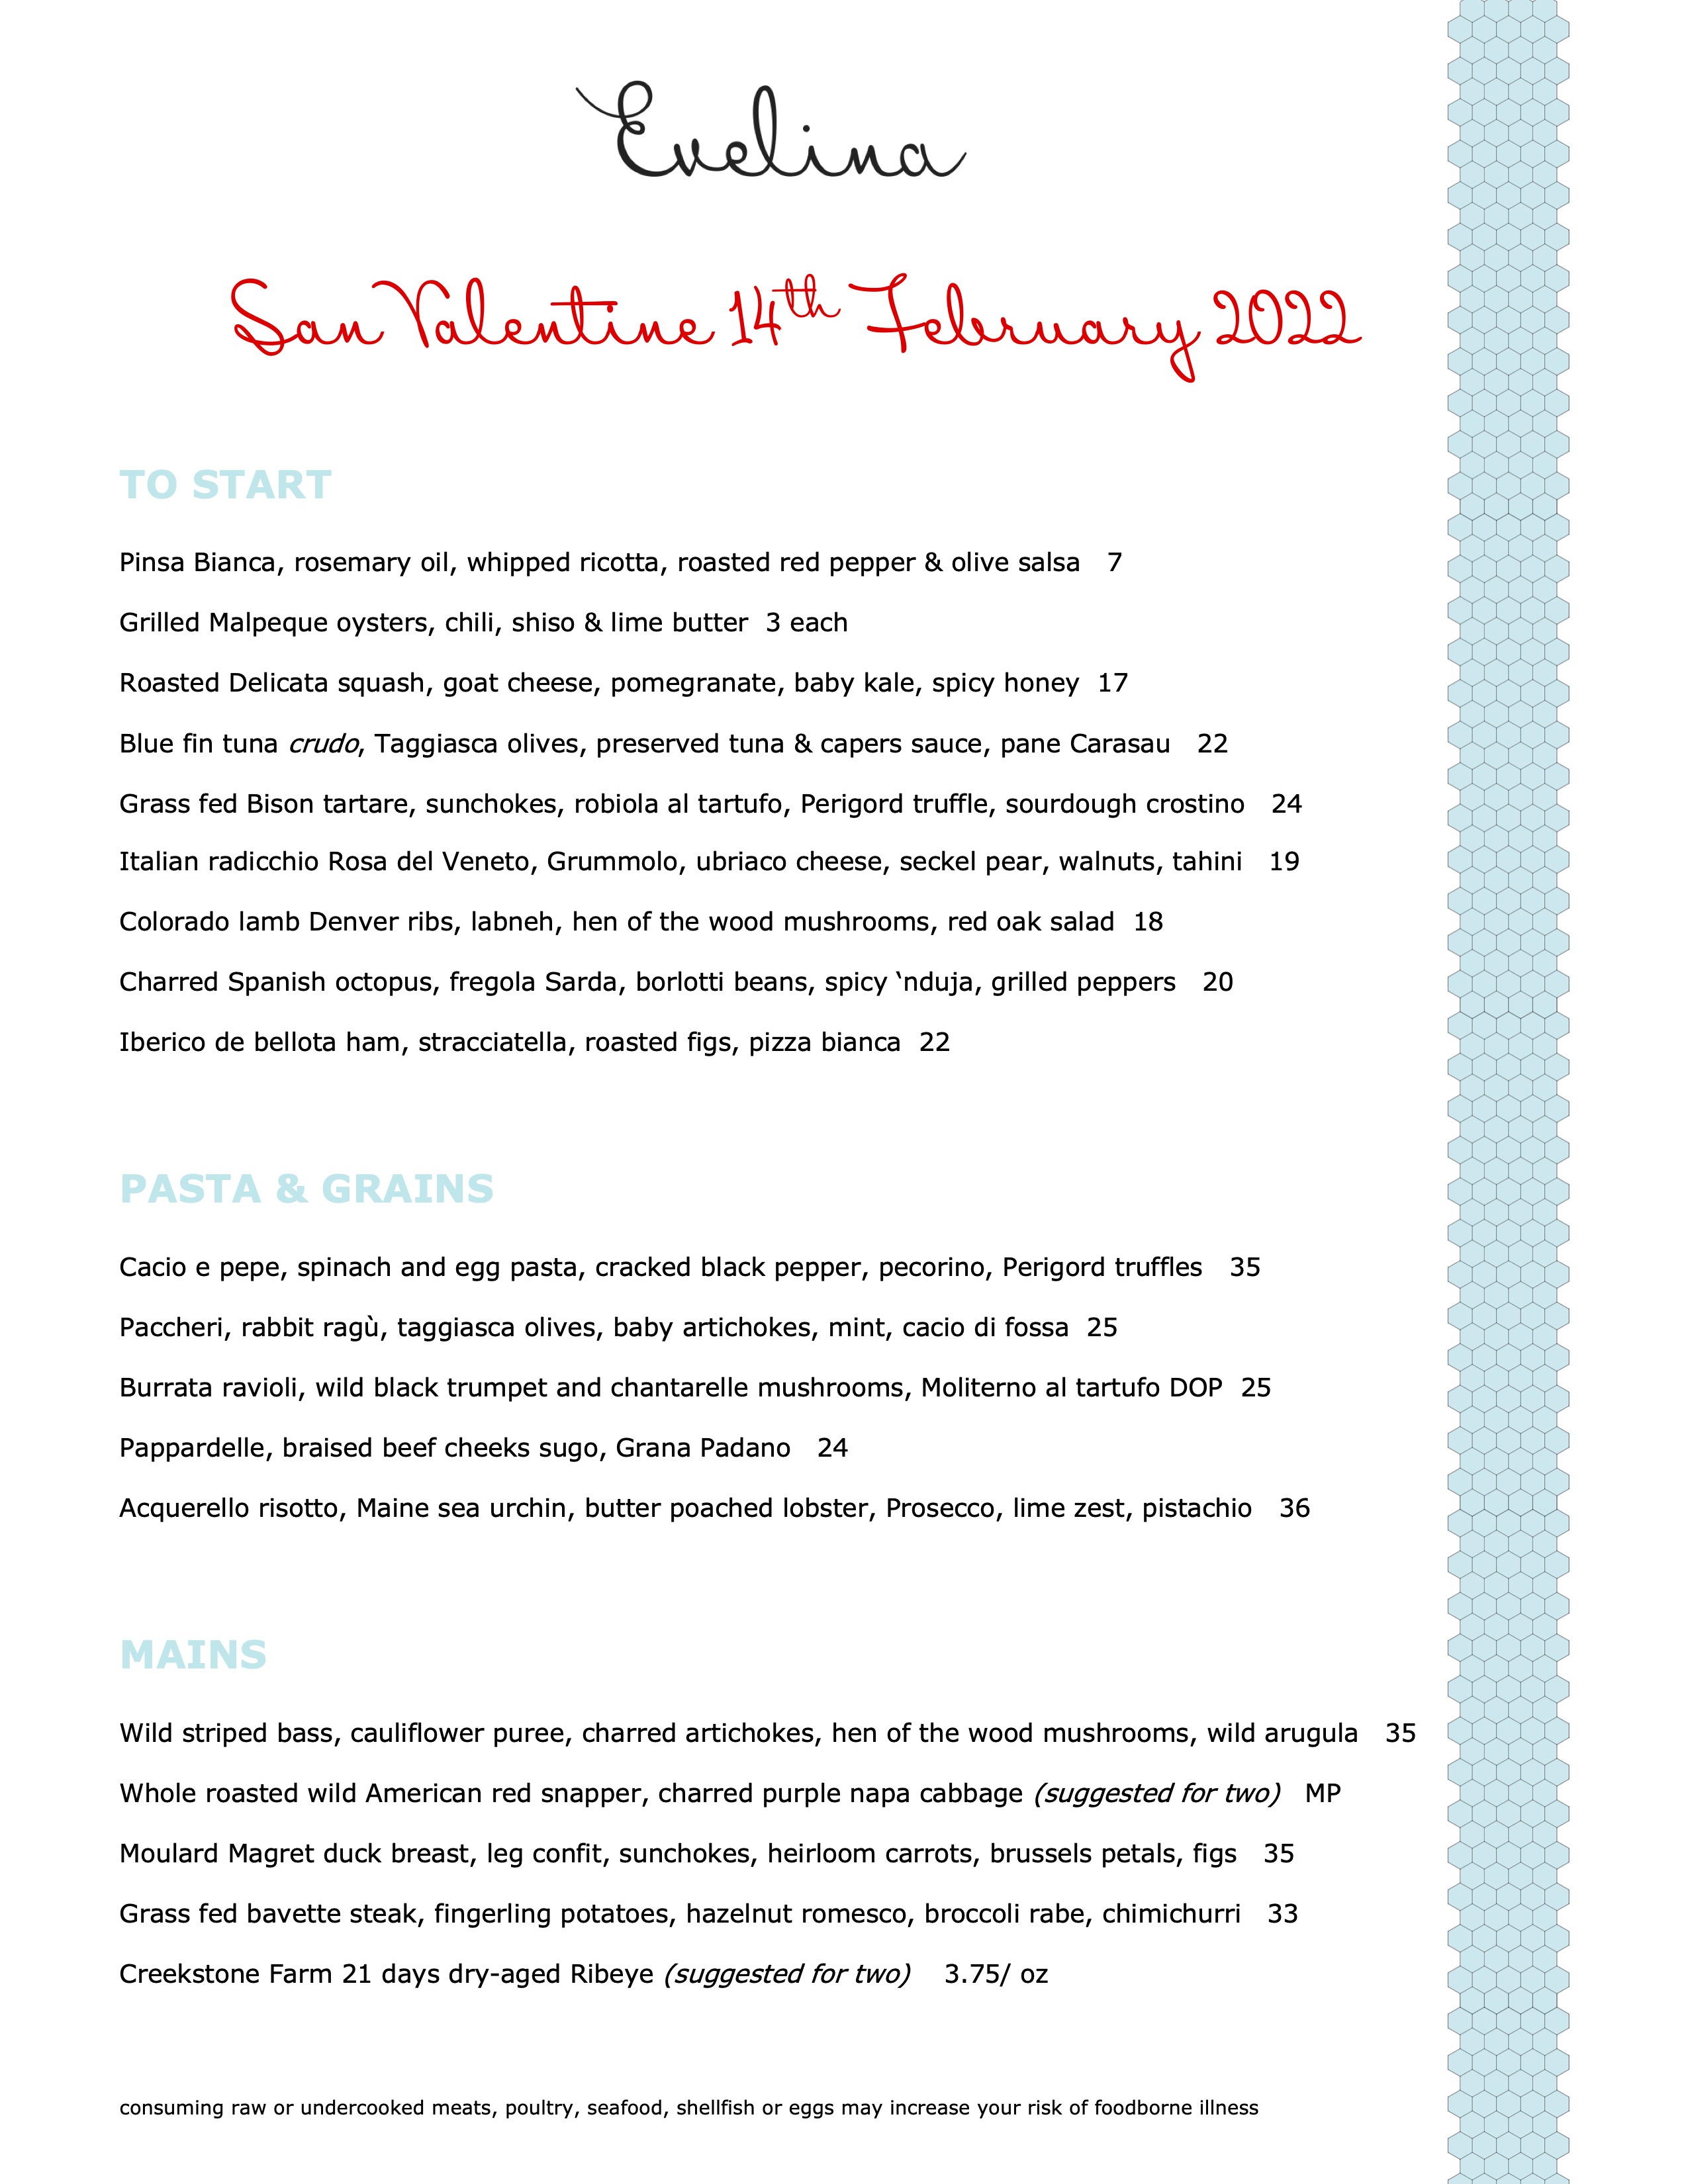 Evelina
San Valentine 14th February 2022
TO START
Pinsa Bianca, rosemary oil, whipped ricotta, roasted red pepper & olive salsa 7
Grilled Malpeque oysters, chili, shiso & lime butter 3 each
Roasted Delicata squash, goat cheese, pomegranate, baby kale, spicy honey 17
Blue fin tuna crudo, Taggiasca olives, preserved tuna & capers sauce, pane Carasau 22
Grass fed Bison tartare, sunchokes, robiola al tartufo, Perigord truffle, sourdough crostino 24
Italian radicchio Rosa del Veneto, Grummolo, ubriaco cheese, seckel pear, walnuts, tahini 19
Colorado lamb Denver ribs, labneh, hen of the wood mushrooms, red oak salad 18
Charred Spanish octopus, fregola Sarda, borlotti beans, spicy ‘nduja, grilled peppers 20
Iberico de bellota ham, stracciatella, roasted figs, pizza bianca 22
PASTA & GRAINS
Cacio e pepe, spinach and egg pasta, cracked black pepper, pecorino, Perigord truffles 35
Paccheri, rabbit ragù, taggiasca olives, baby artichokes, mint, cacio di fossa 25
Burrata ravioli, wild black trumpet and chantarelle mushrooms, Moliterno al tartufo DOP 25
Pappardelle, braised beef cheeks sugo, Grana Padano 24
Acquerello risotto, Maine sea urchin, butter poached lobster, Prosecco, lime zest, pistachio 36
MAINS
Wild striped bass, cauliflower puree, charred artichokes, hen of the wood mushrooms, wild arugula 35
Whole roasted wild American red snapper, charred purple napa cabbage (suggested for two) MP
Moulard Magret duck breast, leg confit, sunchokes, heirloom carrots, brussels petals, figs 35
Grass fed bavette steak, fingerling potatoes, hazelnut romesco, broccoli rabe, chimichurri 33
Creekstone Farm 21 days dry-aged Ribeye (suggested for two) 3.75/ oz
consuming raw or undercooked meats, poultry, seafood, shellfish or eggs may increase your risk of foodborne illness